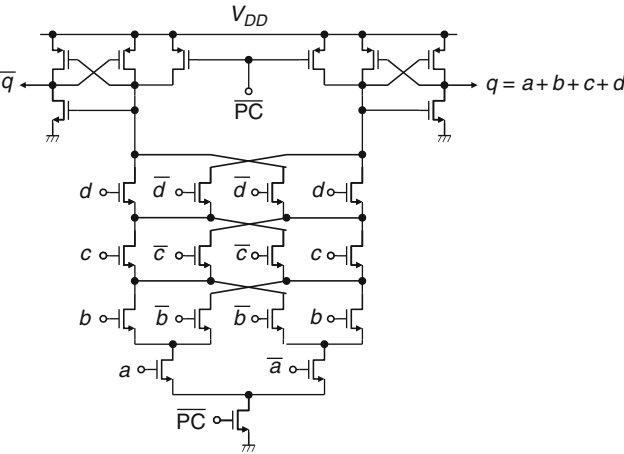 V_DD
q̅ q = a + b + c + d
P̅C̅
d d̅ d̅ d
c c̅ c̅ c
b b̅ b̅ b
a a̅
P̅C̅